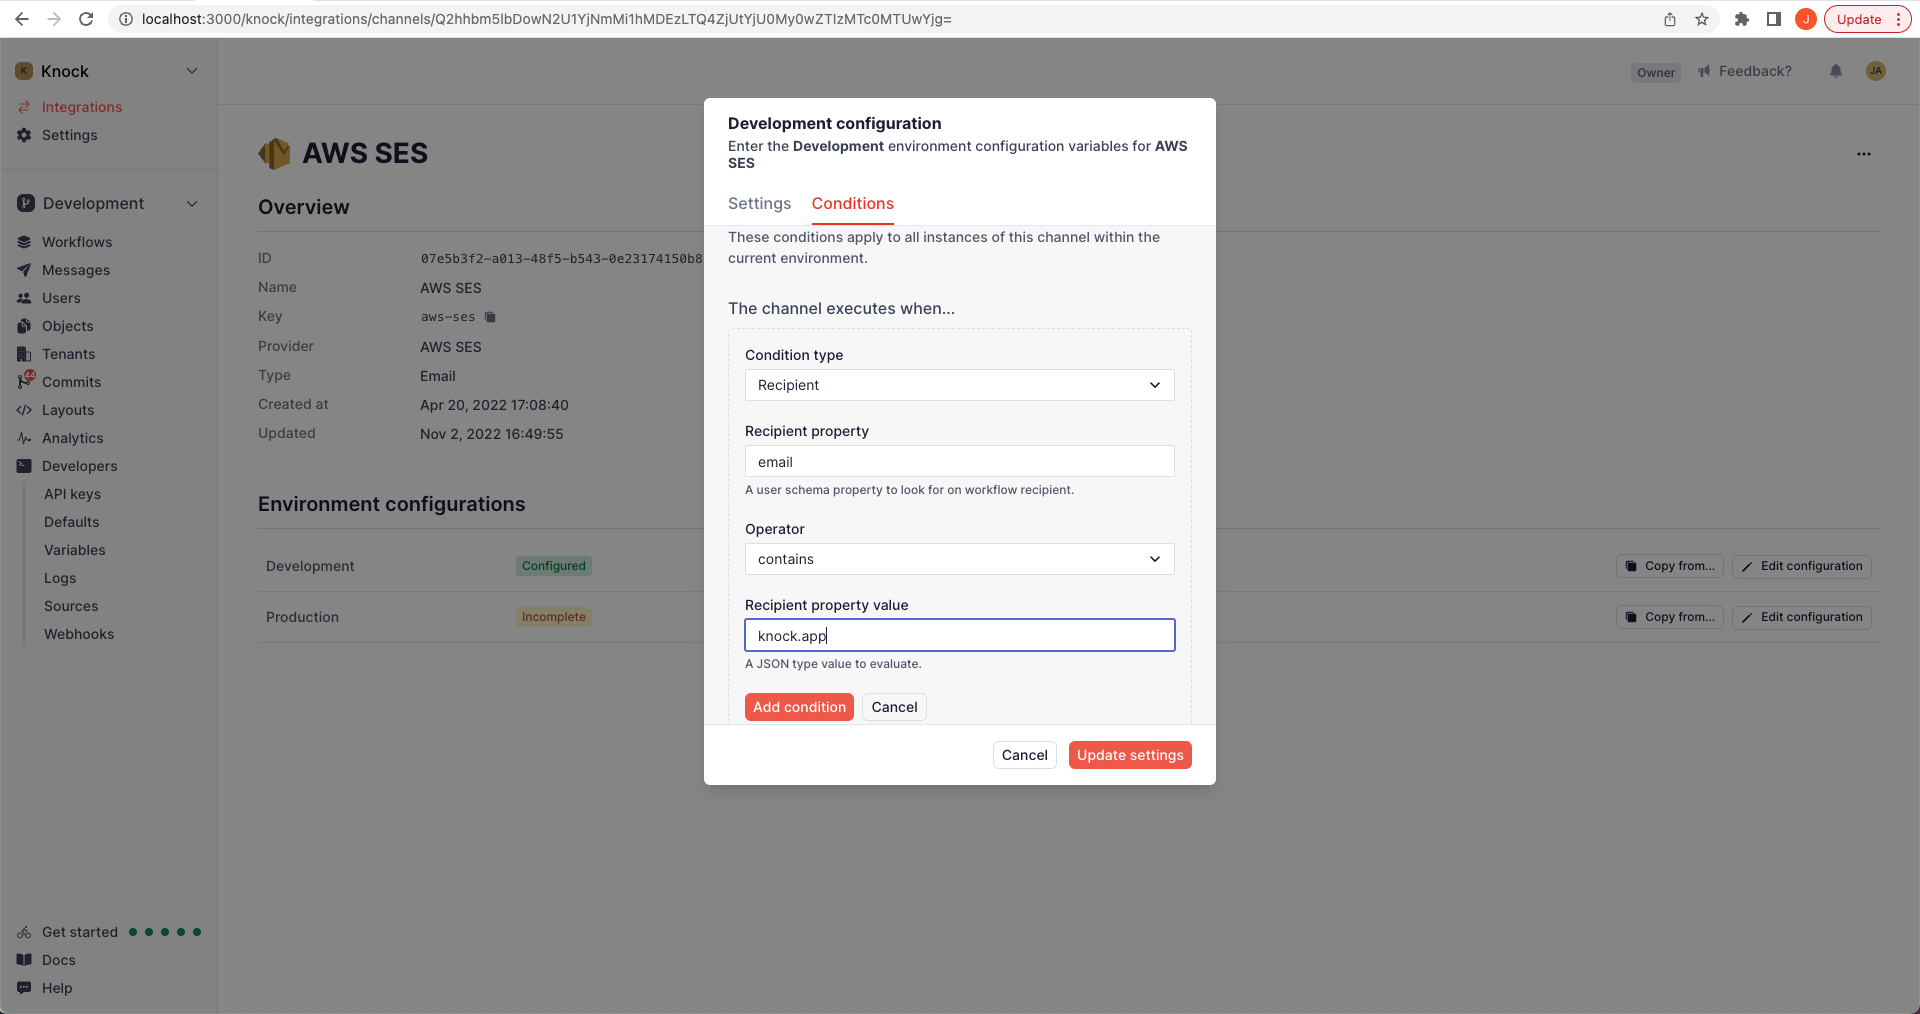 localhost:3000/knock/integrations/channels/Q2hhbm5lbDowN2U1YjNmMi1hMDEzLTQ4ZjUtYjU0My0wZTIzMTc0MTUwYjg=
J
Update
K
Knock
Integrations
Settings
Owner
Feedback?
JA
AWS SES
Development
Workflows
Messages
Users
Objects
Tenants
44
Commits
Layouts
Analytics
Developers
API keys
Defaults
Variables
Logs
Sources
Webhooks
Get started
Docs
Help
Overview
ID 07e5b3f2-a013-48f5-b543-0e23174150b8
Name AWS SES
Key aws-ses
Provider AWS SES
Type Email
Created at Apr 20, 2022 17:08:40
Updated Nov 2, 2022 16:49:55
Environment configurations
Development Configured Copy from... Edit configuration
Production Incomplete Copy from... Edit configuration
Development configuration
Enter the Development environment configuration variables for AWS
SES
Settings Conditions
These conditions apply to all instances of this channel within the
current environment.
The channel executes when...
Condition type
Recipient
Recipient property
email
A user schema property to look for on workflow recipient.
Operator
contains
Recipient property value
knock.app
A JSON type value to evaluate.
Add condition Cancel
Cancel Update settings